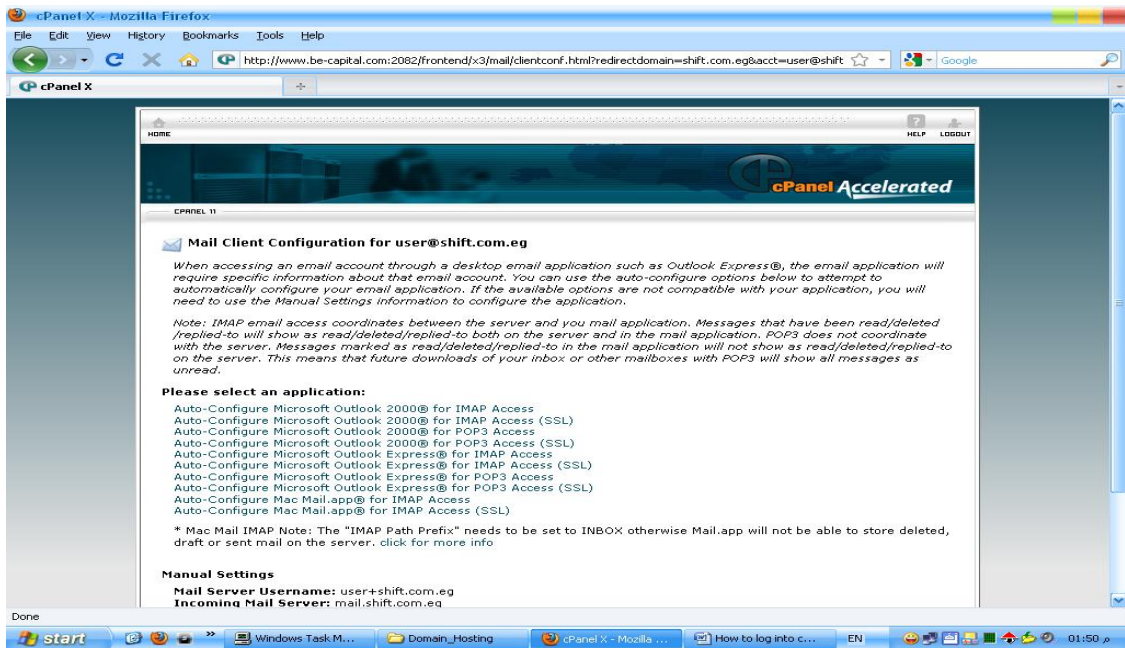 cPanel X - Mozilla Firefox
File Edit View History Bookmarks Tools Help
http://www.be-capital.com:2082/frontend/x3/mail/clientconf.html?redirectdomain=shift.com.eg&acct=user@shift
Google
cPanel X
HOME
HELP LOGOUT
cPanel Accelerated
CPANEL 11
Mail Client Configuration for user@shift.com.eg
When accessing an email account through a desktop email application such as Outlook Express®, the email application will
require specific information about that email account. You can use the auto-configure options below to attempt to
automatically configure your email application. If the available options are not compatible with your application, you will
need to use the Manual Settings information to configure the application.
Note: IMAP email access coordinates between the server and you mail application. Messages that have been read/deleted
/replied-to will show as read/deleted/replied-to both on the server and in the mail application. POP3 does not coordinate
with the server. Messages marked as read/deleted/replied-to in the mail application will not show as read/deleted/replied-to
on the server. This means that future downloads of your inbox or other mailboxes with POP3 will show all messages as
unread.
Please select an application:
Auto-Configure Microsoft Outlook 2000® for IMAP Access
Auto-Configure Microsoft Outlook 2000® for IMAP Access (SSL)
Auto-Configure Microsoft Outlook 2000® for POP3 Access
Auto-Configure Microsoft Outlook 2000® for POP3 Access (SSL)
Auto-Configure Microsoft Outlook Express® for IMAP Access
Auto-Configure Microsoft Outlook Express® for IMAP Access (SSL)
Auto-Configure Microsoft Outlook Express® for POP3 Access
Auto-Configure Microsoft Outlook Express® for POP3 Access (SSL)
Auto-Configure Mac Mail.app® for IMAP Access
Auto-Configure Mac Mail.app® for IMAP Access (SSL)
* Mac Mail IMAP Note: The "IMAP Path Prefix" needs to be set to INBOX otherwise Mail.app will not be able to store deleted,
draft or sent mail on the server. click for more info
Manual Settings
Mail Server Username: user+shift.com.eg
Incoming Mail Server: mail.shift.com.eg
Done
start Windows Task M... Domain_Hosting cPanel X - Mozilla ... How to log into c... EN 01:50 م